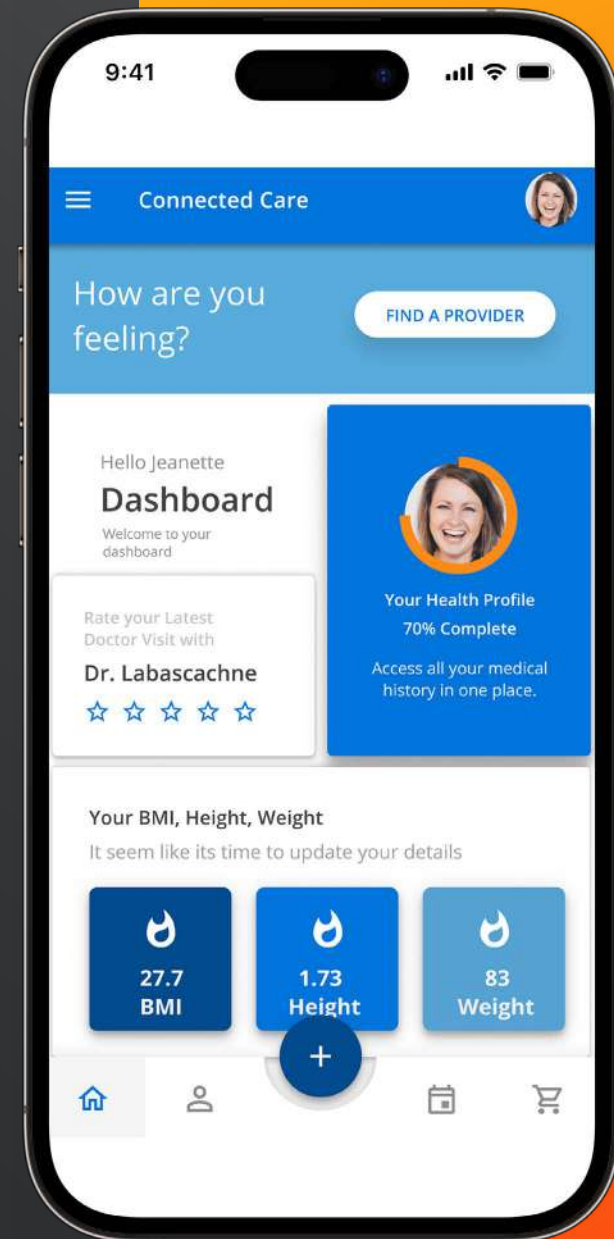 9:41
Connected Care
How are you
feeling?
FIND A PROVIDER
Hello Jeanette
Dashboard
Welcome to your
dashboard
Rate your Latest
Doctor Visit with
Dr. Labascachne
Your Health Profile
70% Complete
Access all your medical
history in one place.
Your BMI, Height, Weight
It seem like its time to update your details
27.7
BMI
1.73
Height
83
Weight
+